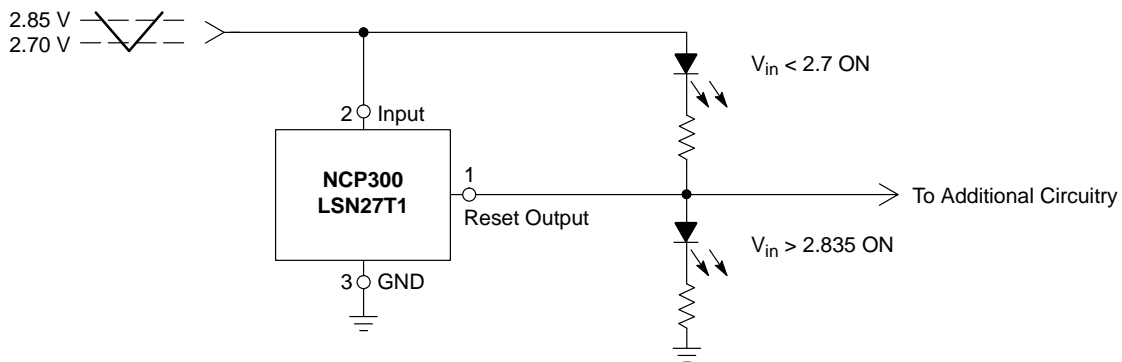 2.85 V
2.70 V
V_in < 2.7 ON
2 Input
NCP300
LSN27T1
1
Reset Output
To Additional Circuitry
V_in > 2.835 ON
3 GND